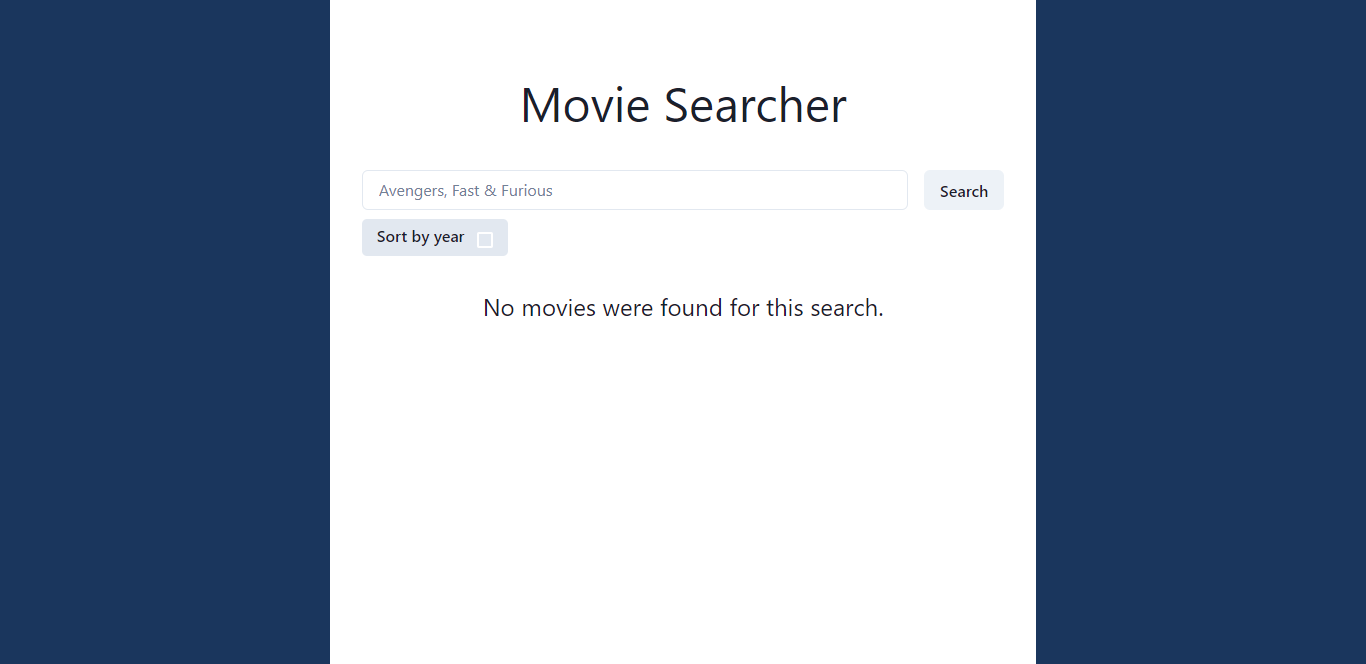 Movie Searcher
Avengers, Fast & Furious
Search
Sort by year
No movies were found for this search.